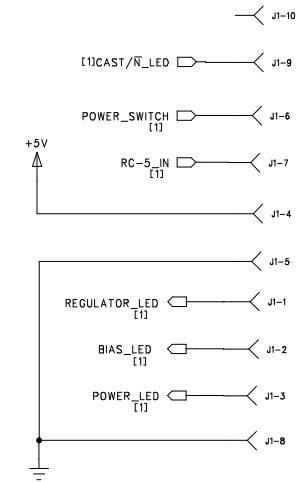 J1-10
[1]CAST/N̅_LED J1-9
POWER_SWITCH J1-6
[1]
+5V
RC-5_IN J1-7
[1]
J1-4
J1-5
REGULATOR_LED J1-1
[1]
BIAS_LED J1-2
[1]
POWER_LED J1-3
[1]
J1-8